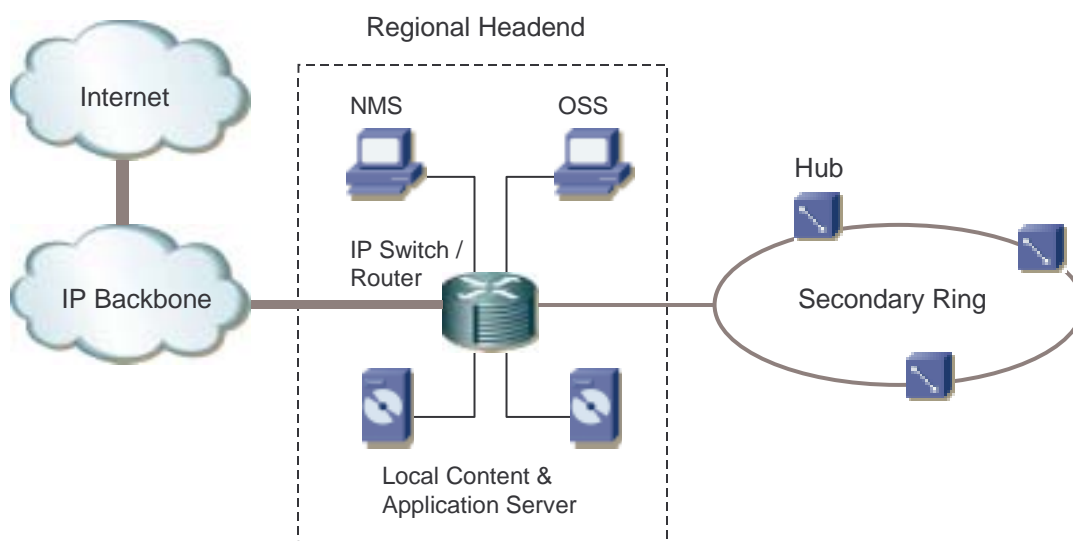 Regional Headend
Internet
NMS
OSS
Hub
IP Switch /
Router
IP Backbone
Secondary Ring
Local Content &
Application Server